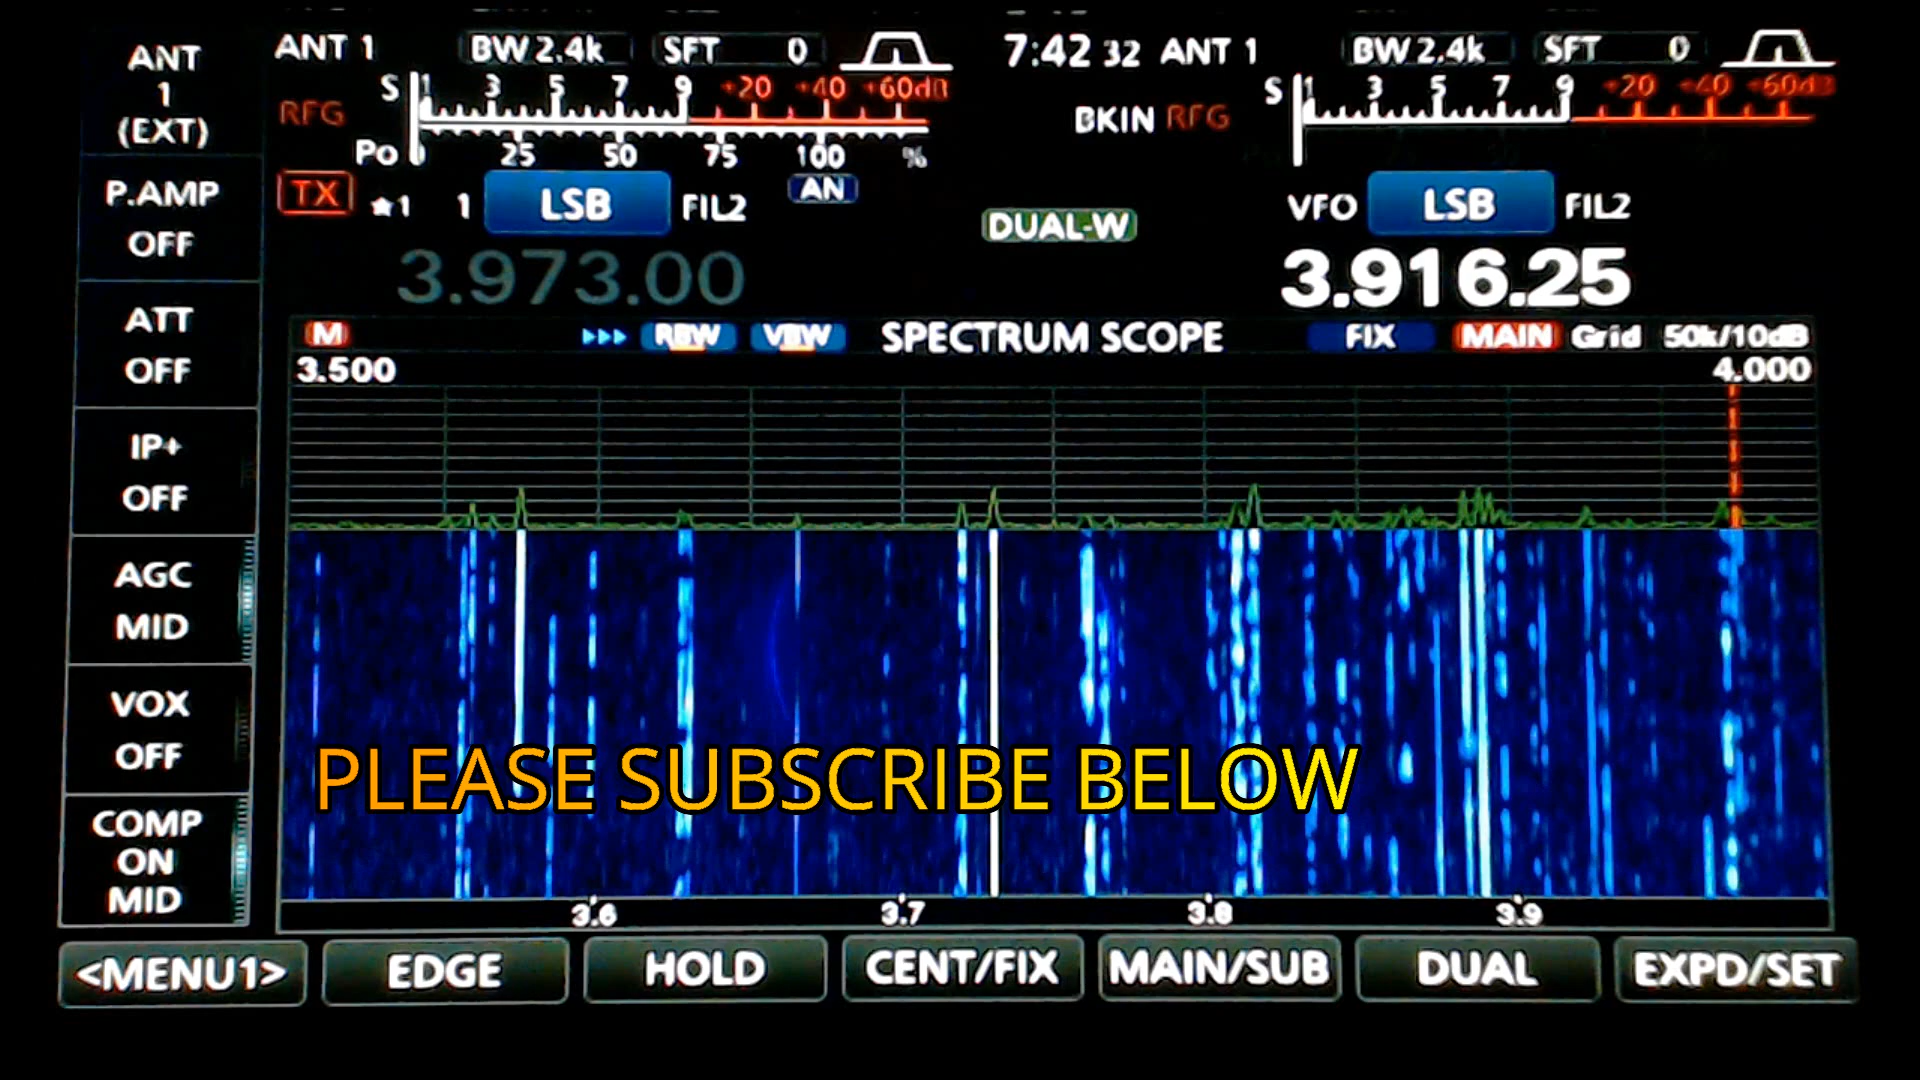 ANT 1 (EXT)
P.AMP OFF
ATT OFF
IP+ OFF
AGC MID
VOX OFF
COMP ON MID
ANT 1 BW 2.4k SFT 0 7:42 32 ANT 1 BW 2.4k SFT 0
S 1 3 5 7 9 +20 +40 +60dB S 1 3 5 7 9 +20 +40 +60dB
RFG BKIN RFG
Po 0 25 50 75 100 %
TX ★1 1 LSB FIL2 AN VFO LSB FIL2
DUAL-W
3.973.00 3.916.25
M ▸▸▸ RBW VBW SPECTRUM SCOPE FIX MAIN Grid 50k/10dB
3.500 4.000
PLEASE SUBSCRIBE BELOW
3.6 3.7 3.8 3.9
<MENU1> EDGE HOLD CENT/FIX MAIN/SUB DUAL EXPD/SET